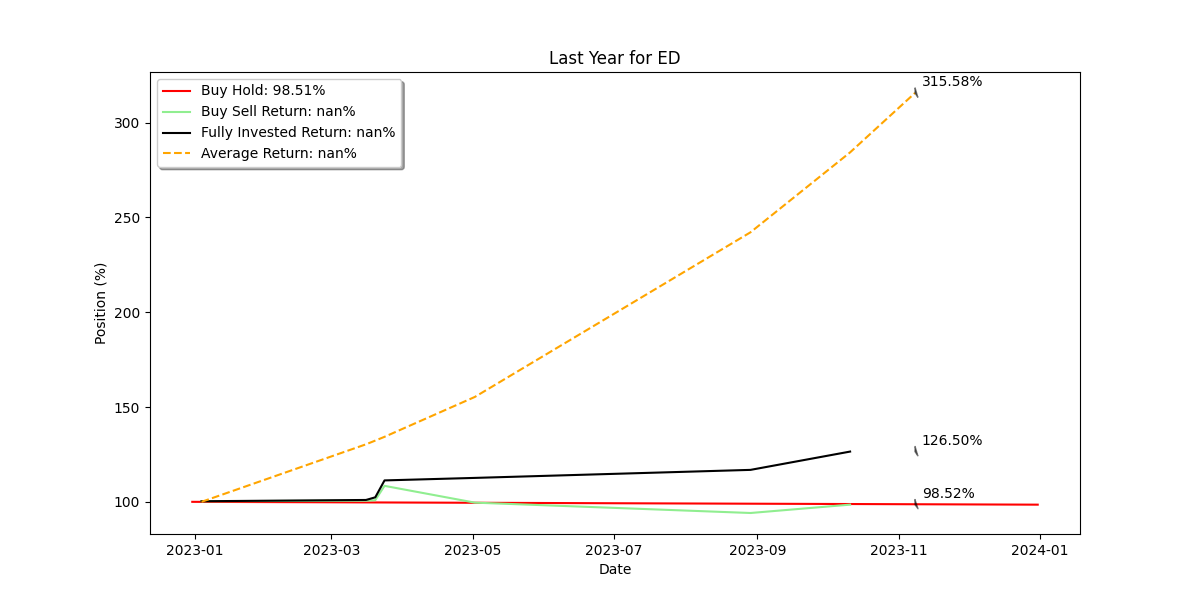 Last Year for ED
Buy Hold: 98.51%
Buy Sell Return: nan%
Fully Invested Return: nan%
Average Return: nan%
315.58%
126.50%
98.52%
300
250
200
150
100
Position (%)
2023-01 2023-03 2023-05 2023-07 2023-09 2023-11 2024-01
Date